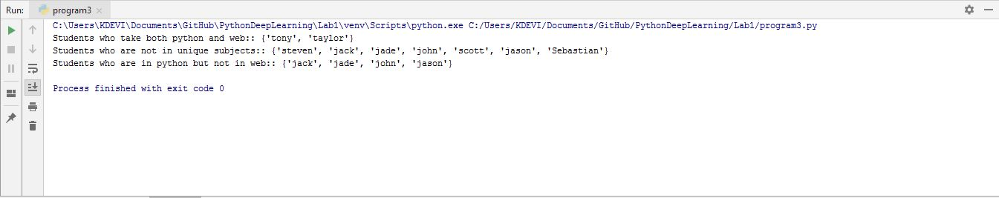 Run: program3
C:\Users\KDEVI\Documents\GitHub\PythonDeepLearning\Lab1\venv\Scripts\python.exe C:/Users/KDEVI/Documents/GitHub/PythonDeepLearning/Lab1/program3.py
Students who take both python and web:: {'tony', 'taylor'}
Students who are not in unique subjects:: {'steven', 'jack', 'jade', 'john', 'scott', 'jason', 'Sebastian'}
Students who are in python but not in web:: {'jack', 'jade', 'john', 'jason'}
Process finished with exit code 0